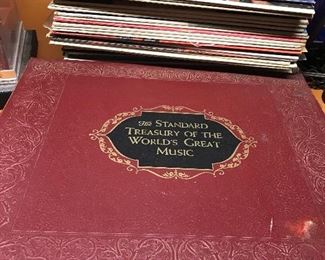 The STANDARD
TREASURY OF THE
WORLD'S GREAT
MUSIC